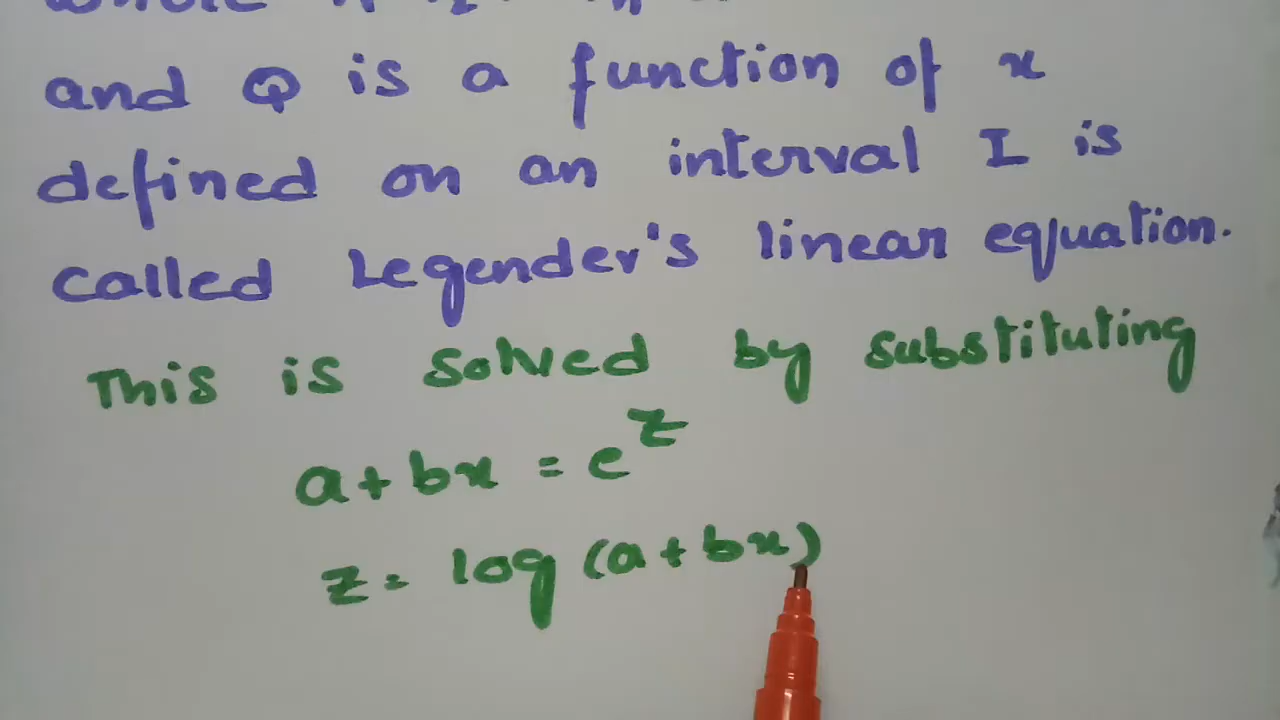 and Q is a function of x
defined on an interval I is
called Legender's linear equation.
This is solved by substituting
a+bx = e^z
z = log (a+bx)